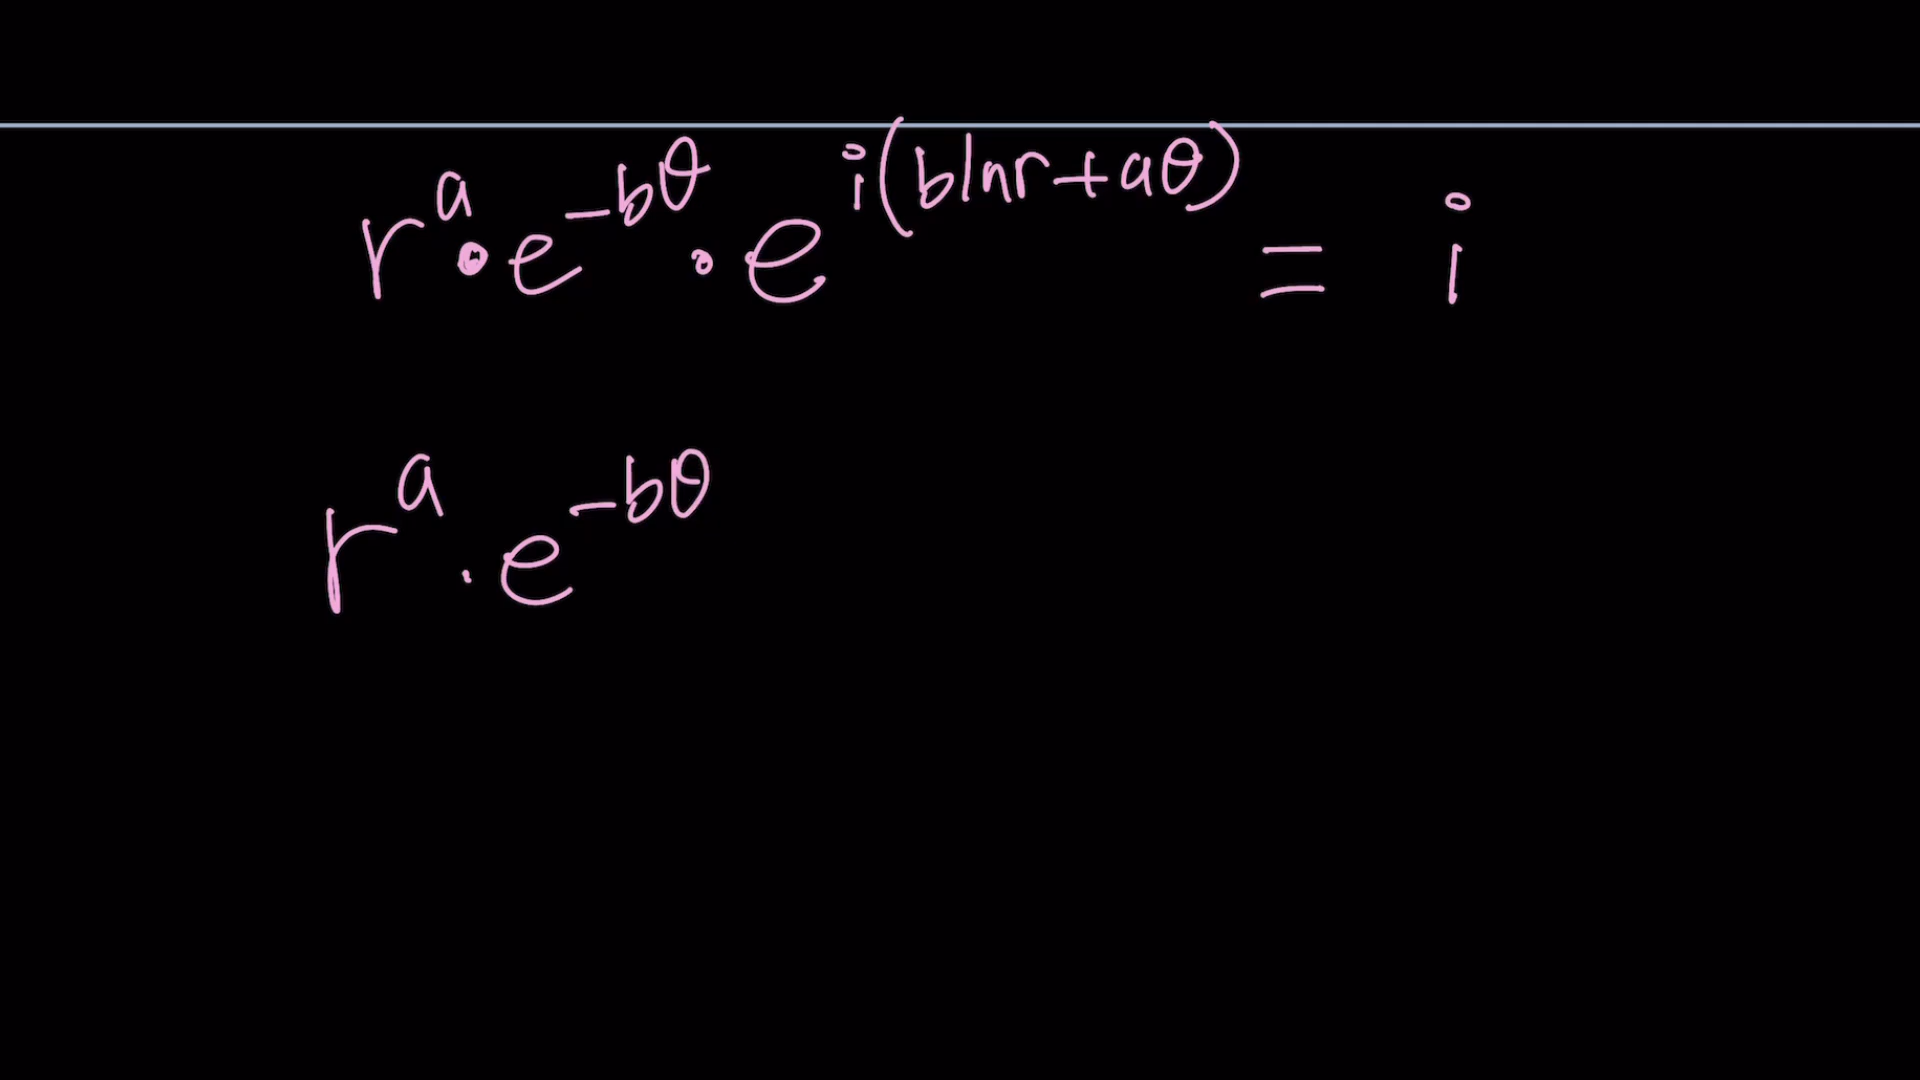 r^a • e^{-bθ} • e^{i(b ln r + aθ)} = i
r^a · e^{-bθ}